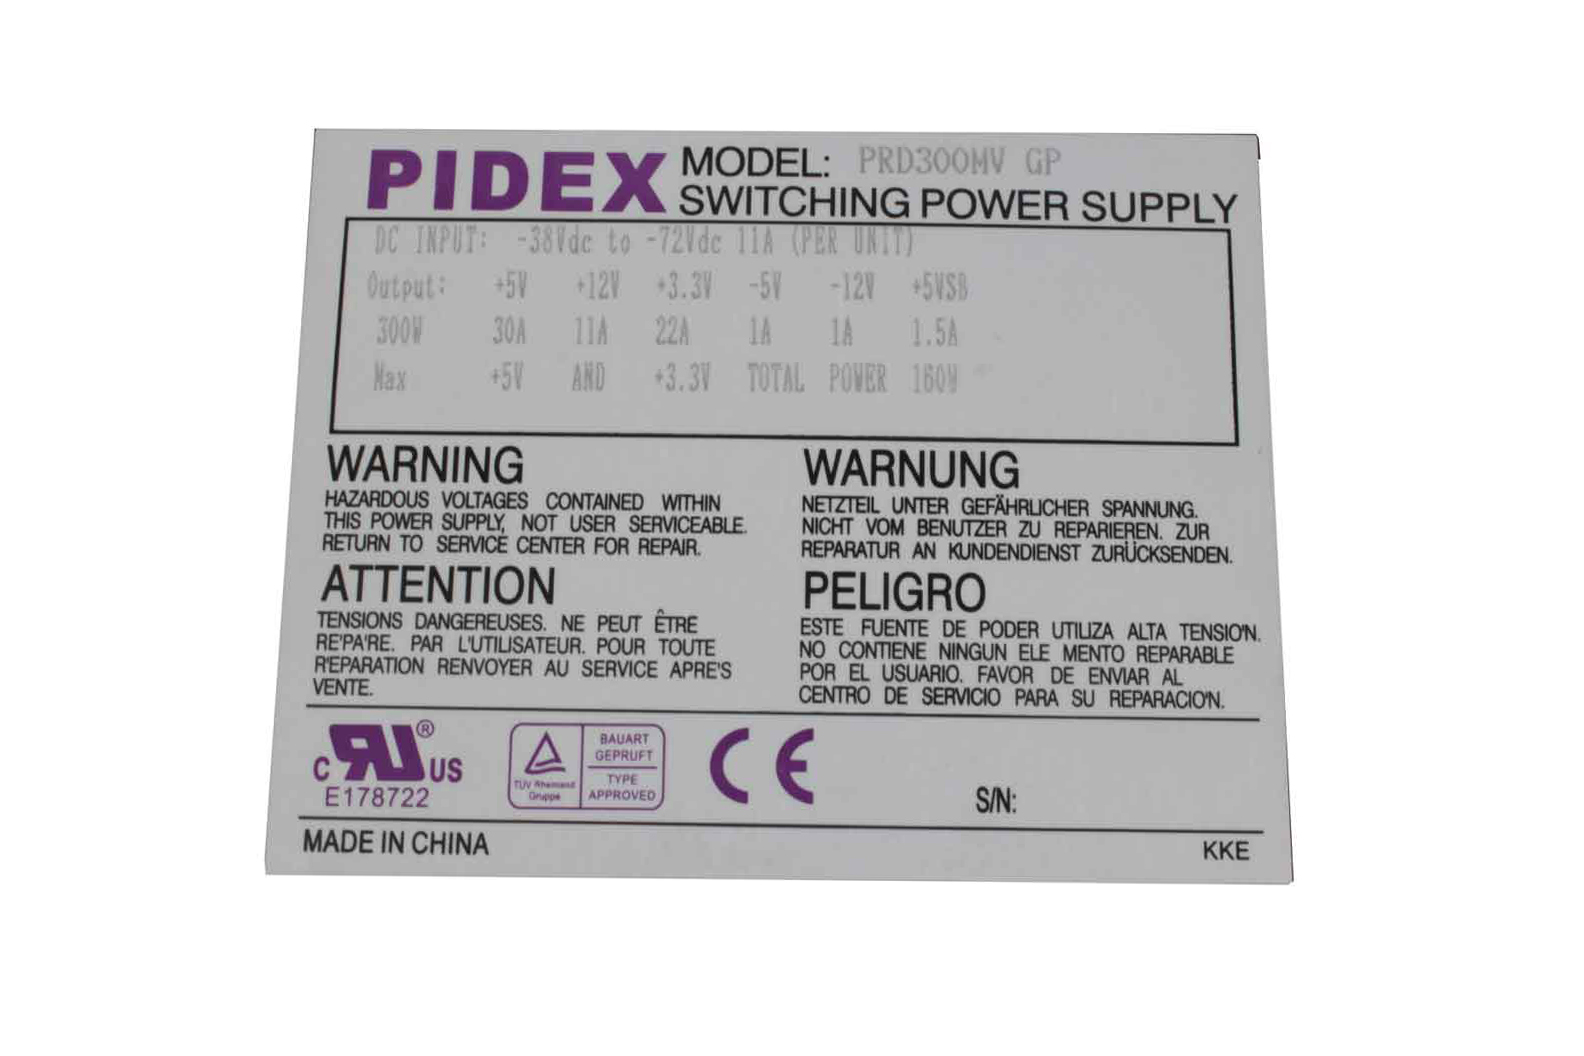 PIDEX MODEL: PRD300MV GP
SWITCHING POWER SUPPLY
DC INPUT: -38Vdc to -72Vdc 11A (PER UNIT)
Output: +5V +12V +3.3V -5V -12V +5VSB
300W 30A 11A 22A 1A 1A 1.5A
Max +5V AND +3.3V TOTAL POWER 160W
WARNING
HAZARDOUS VOLTAGES CONTAINED WITHIN
THIS POWER SUPPLY, NOT USER SERVICEABLE.
RETURN TO SERVICE CENTER FOR REPAIR.
WARNUNG
NETZTEIL UNTER GEFÄHRLICHER SPANNUNG.
NICHT VOM BENUTZER ZU REPARIEREN. ZUR
REPARATUR AN KUNDENDIENST ZURÜCKSENDEN.
ATTENTION
TENSIONS DANGEREUSES. NE PEUT ÊTRE
RE'PA'RE. PAR L'UTILISATEUR. POUR TOUTE
R'EPARATION RENVOYER AU SERVICE APRE'S
VENTE.
PELIGRO
ESTE FUENTE DE PODER UTILIZA ALTA TENSIO'N.
NO CONTIENE NINGUN ELE MENTO REPARABLE
POR EL USUARIO. FAVOR DE ENVIAR AL
CENTRO DE SERVICIO PARA SU REPARACIO'N.
C RU ® US
E178722
TÜV Rheinland
Gruppe
BAUART
GEPRUFT
TYPE
APPROVED
CE
S/N:
MADE IN CHINA
KKE